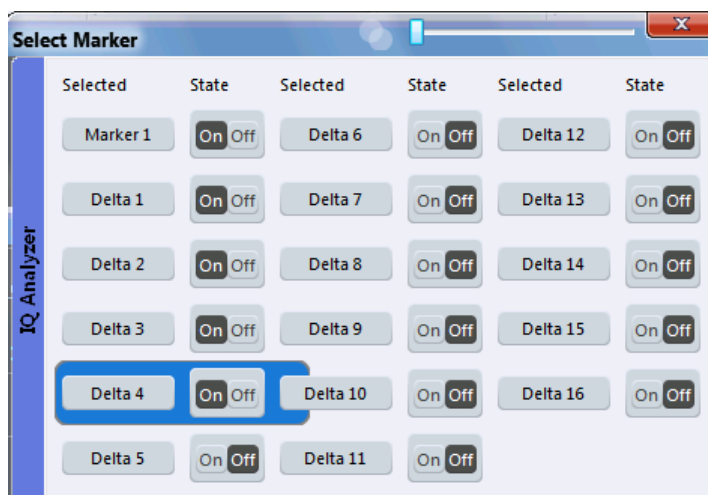 Select Marker
x
IQ Analyzer
Selected State Selected State Selected State
Marker 1 On Off Delta 6 On Off Delta 12 On Off
Delta 1 On Off Delta 7 On Off Delta 13 On Off
Delta 2 On Off Delta 8 On Off Delta 14 On Off
Delta 3 On Off Delta 9 On Off Delta 15 On Off
Delta 4 On Off Delta 10 On Off Delta 16 On Off
Delta 5 On Off Delta 11 On Off